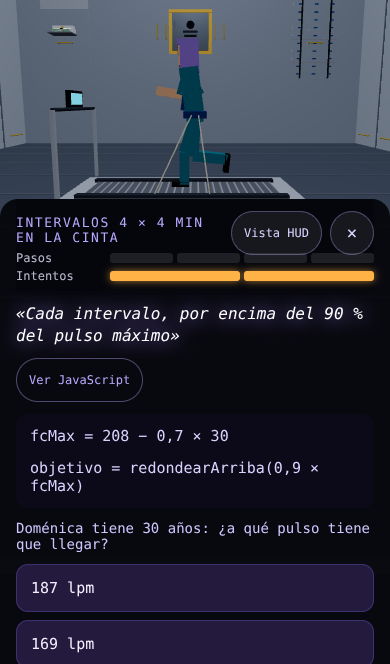 INTERVALOS 4 × 4 MIN
EN LA CINTA
Vista HUD
×
Pasos
Intentos
«Cada intervalo, por encima del 90 %
del pulso máximo»
Ver JavaScript
fcMax = 208 − 0,7 × 30
objetivo = redondearArriba(0,9 ×
fcMax)
Doménica tiene 30 años: ¿a qué pulso tiene
que llegar?
187 lpm
169 lpm